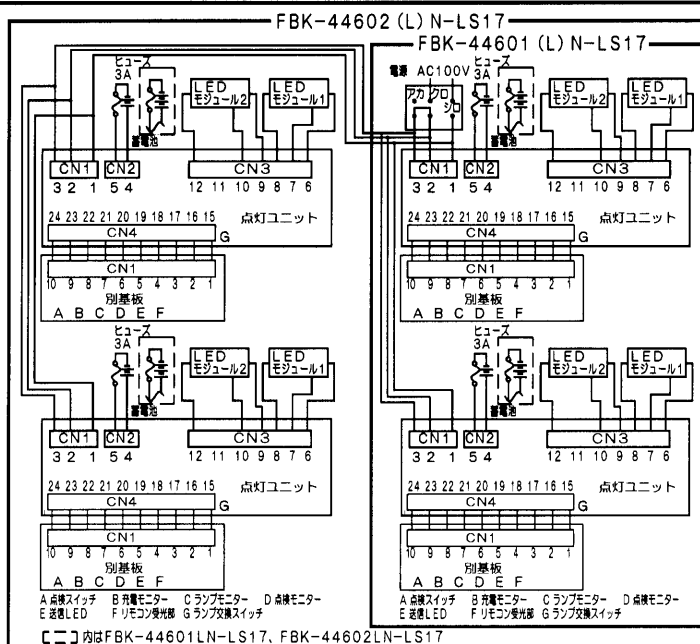 FBK-44602(L)N-LS17
FBK-44601(L)N-LS17
ヒューズ
3A
LED
モジュール2
LED
モジュール1
蓄電池
CN1
CN2
CN3
3 2 1
5 4
12 11 10 9 8 7 6
点灯ユニット
24 23 22 21 20 19 18 17 16 15
CN4
G
CN1
10 9 8 7 6 5 4 3 2 1
別基板
A B C D E F
電源 AC100V
アカ クロ シロ
ヒューズ
3A
LED
モジュール2
LED
モジュール1
蓄電池
CN1
CN2
CN3
3 2 1
5 4
12 11 10 9 8 7 6
点灯ユニット
24 23 22 21 20 19 18 17 16 15
CN4
G
CN1
10 9 8 7 6 5 4 3 2 1
別基板
A B C D E F
ヒューズ
3A
LED
モジュール2
LED
モジュール1
蓄電池
CN1
CN2
CN3
3 2 1
5 4
12 11 10 9 8 7 6
点灯ユニット
24 23 22 21 20 19 18 17 16 15
CN4
G
CN1
10 9 8 7 6 5 4 3 2 1
別基板
A B C D E F
A 点検スイッチ B 充電モニター C ランプモニター D 点検モニター
E 送信LED F リモコン受光部 G ランプ交換スイッチ
ヒューズ
3A
LED
モジュール2
LED
モジュール1
蓄電池
CN1
CN2
CN3
3 2 1
5 4
12 11 10 9 8 7 6
点灯ユニット
24 23 22 21 20 19 18 17 16 15
CN4
G
CN1
10 9 8 7 6 5 4 3 2 1
別基板
A B C D E F
A 点検スイッチ B 充電モニター C ランプモニター D 点検モニター
E 送信LED F リモコン受光部 G ランプ交換スイッチ
内はFBK-44601LN-LS17、FBK-44602LN-LS17